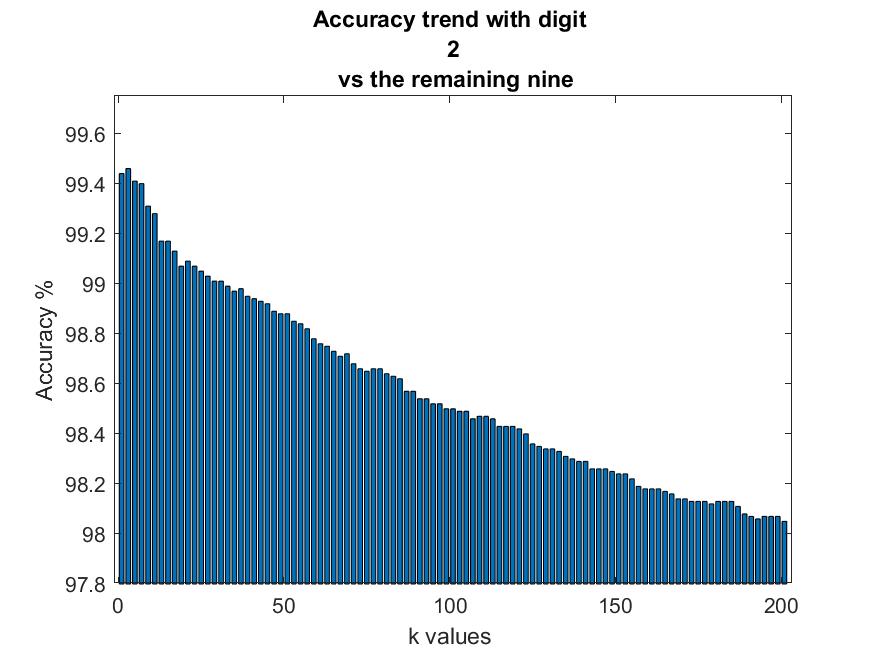 Accuracy trend with digit
2
vs the remaining nine
99.6
99.4
99.2
99
98.8
98.6
98.4
98.2
98
97.8
Accuracy %
0 50 100 150 200
k values